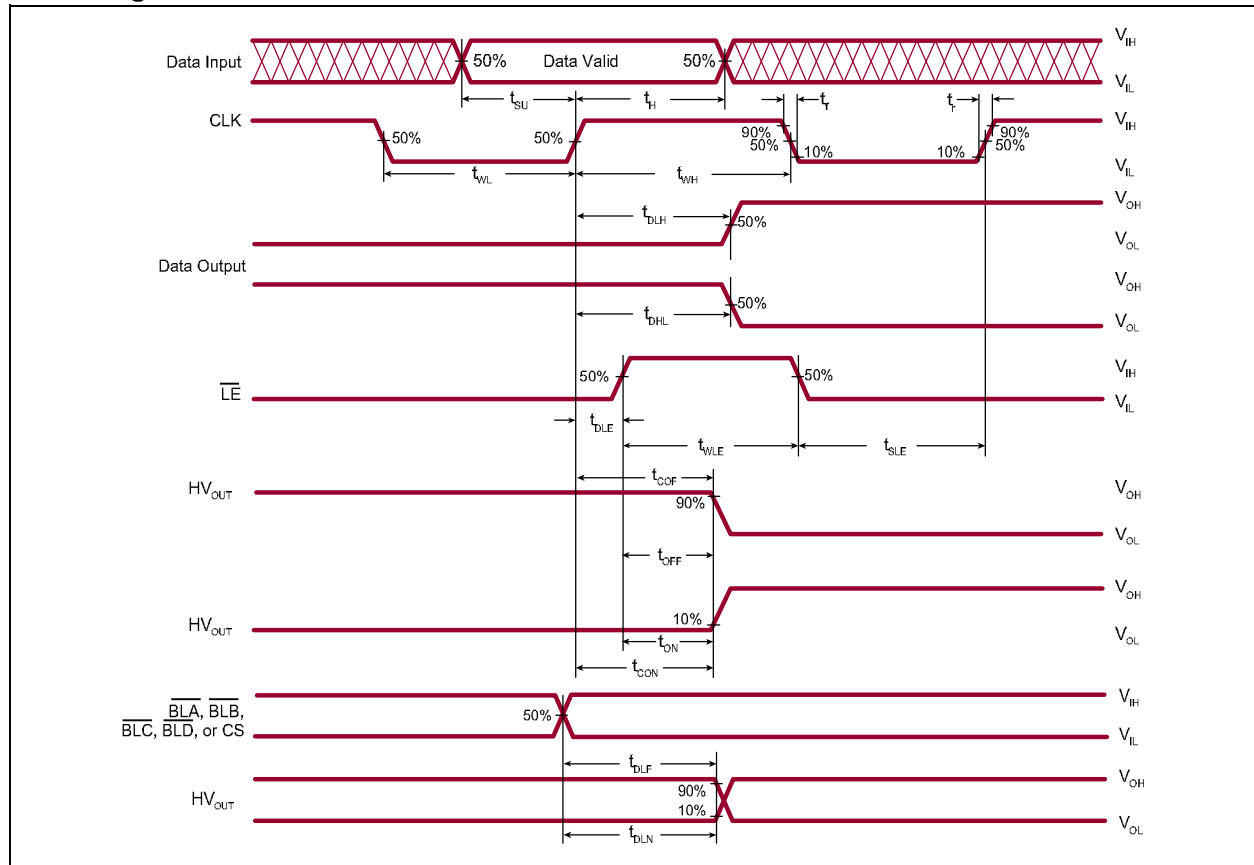 Data Input
50%
Data Valid
50%
VIH
VIL
tSU
tH
tf
tr
CLK
50%
50%
90%
50%
10%
10%
90%
50%
VIH
VIL
tWL
tWH
tDLH
50%
VOH
VOL
Data Output
tDHL
50%
VOH
VOL
LE
50%
50%
VIH
VIL
tDLE
tWLE
tSLE
tCOF
HVOUT
90%
VOH
VOL
tOFF
HVOUT
10%
VOH
VOL
tON
tCON
BLA, BLB,
BLC, BLD, or CS
50%
VIH
VIL
tDLF
HVOUT
90%
10%
VOH
VOL
tDLN